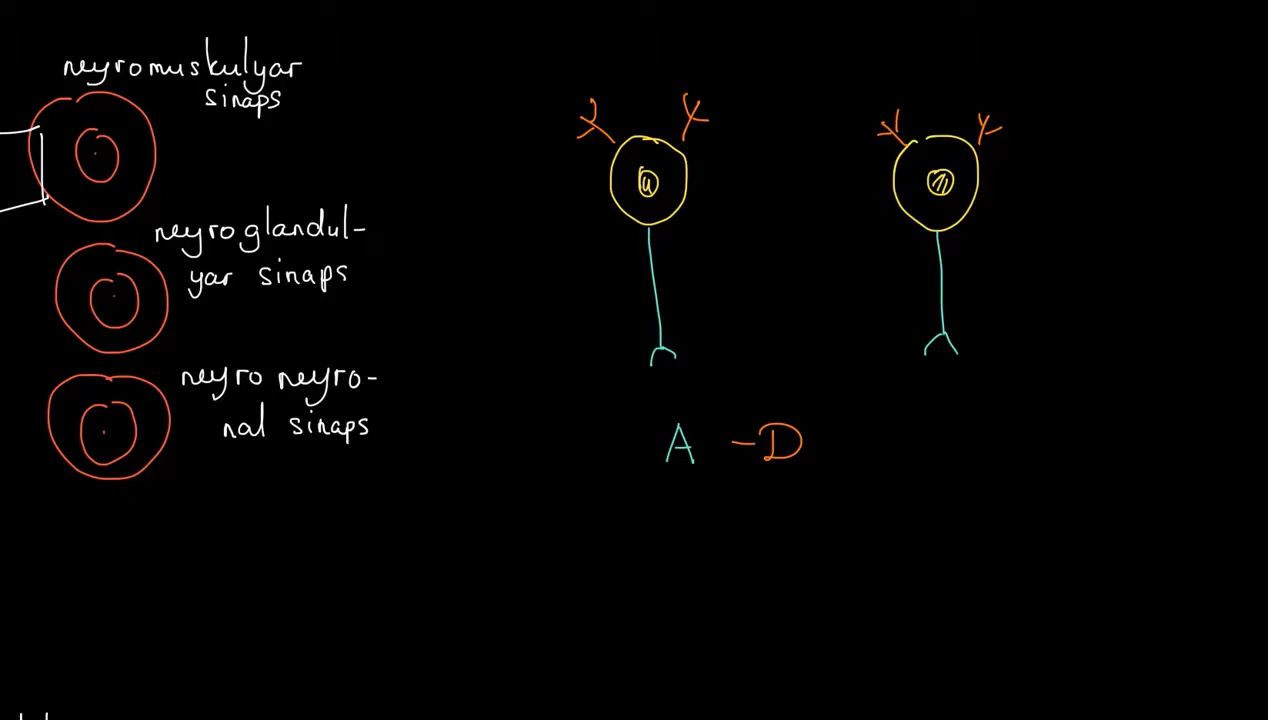 neyromuskulyar
sinaps
neyroglandul-
yar sinaps
neyro neyro-
nal sinaps
A - D